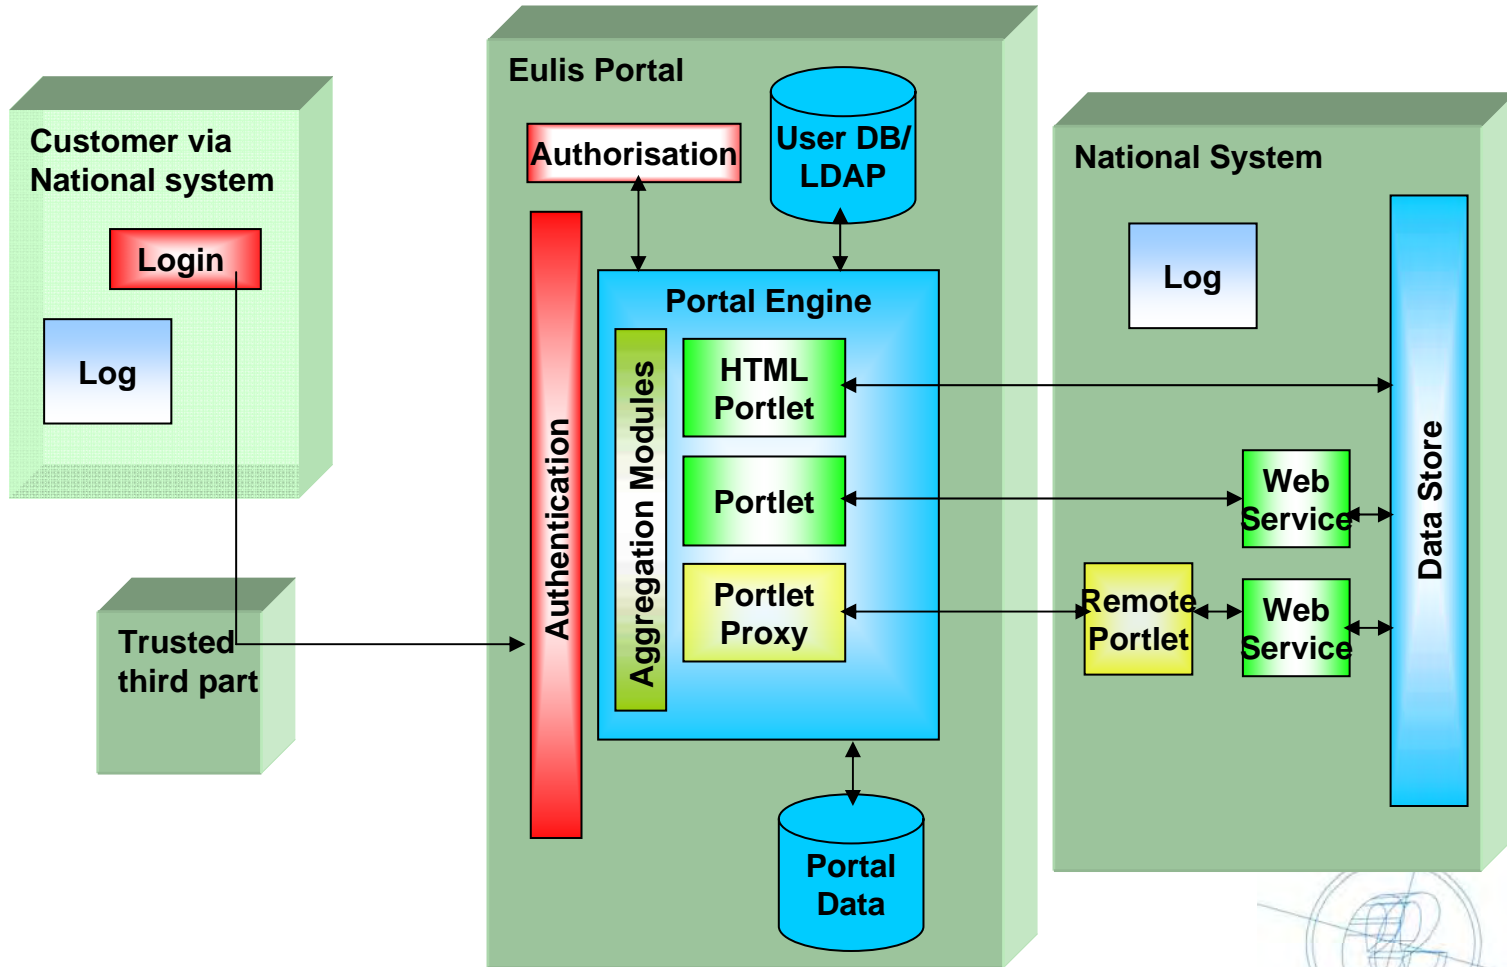 Customer via
National system
Login
Log
Trusted
third part
Eulis Portal
Authorisation
User DB/
LDAP
Authentication
Portal Engine
Aggregation Modules
HTML
Portlet
Portlet
Portlet
Proxy
Portal
Data
National System
Log
Web
Service
Remote
Portlet
Web
Service
Data Store